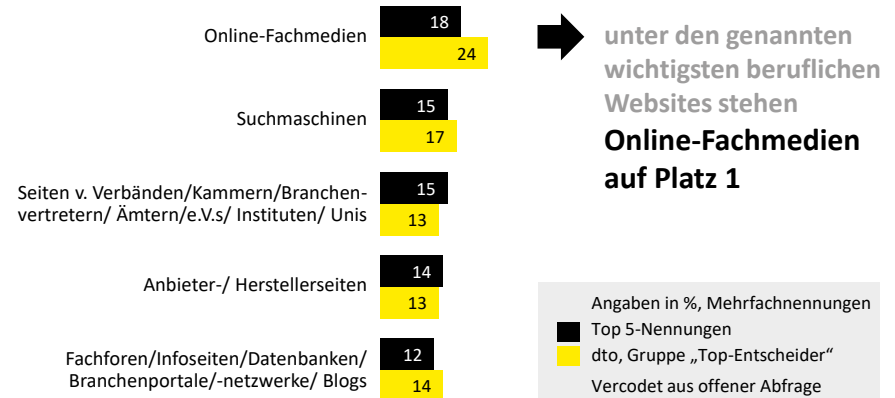 Online-Fachmedien
18
24
unter den genannten
wichtigsten beruflichen
Websites stehen
Online-Fachmedien
auf Platz 1
Suchmaschinen
15
17
Seiten v. Verbänden/Kammern/Branchen-
vertretern/ Ämtern/e.V.s/ Instituten/ Unis
15
13
Anbieter-/ Herstellerseiten
14
13
Fachforen/Infoseiten/Datenbanken/
Branchenportale/-netzwerke/ Blogs
12
14
Angaben in %, Mehrfachnennungen
Top 5-Nennungen
dto, Gruppe „Top-Entscheider“
Vercodet aus offener Abfrage